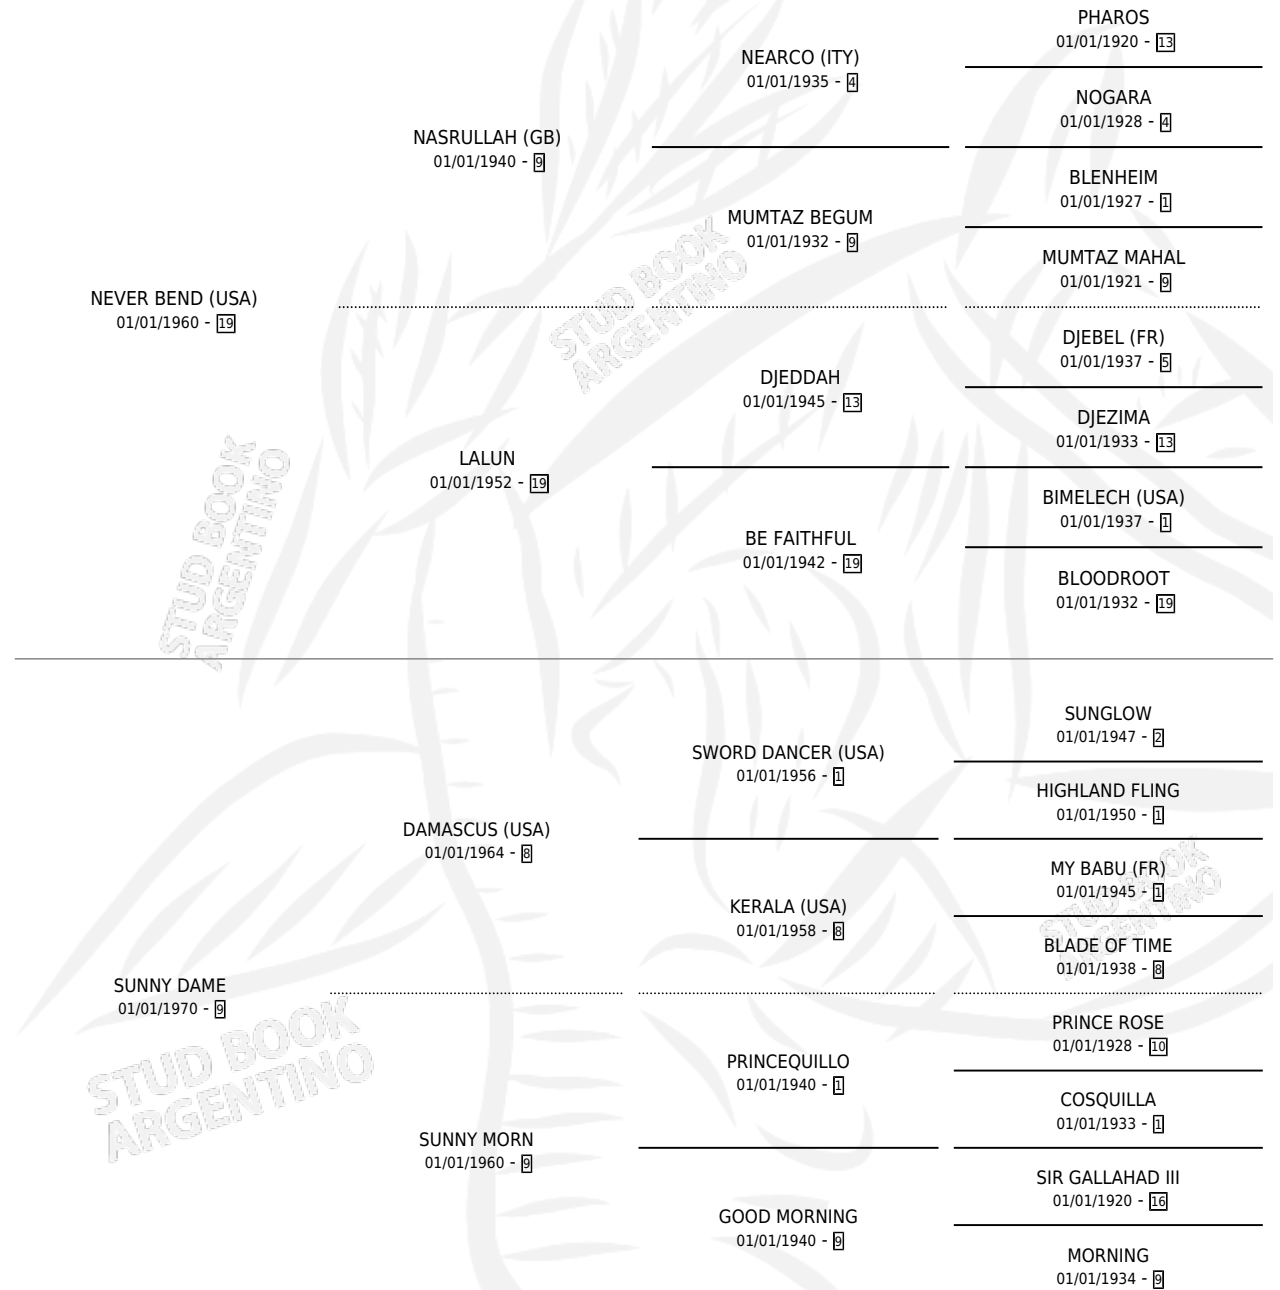 PHAROS
01/01/1920 - 13
NEARCO (ITY)
01/01/1935 - 4
NOGARA
01/01/1928 - 4
NASRULLAH (GB)
01/01/1940 - 9
BLENHEIM
01/01/1927 - 1
MUMTAZ BEGUM
01/01/1932 - 9
MUMTAZ MAHAL
01/01/1921 - 9
NEVER BEND (USA)
01/01/1960 - 19
STUD BOOK
ARGENTINO
DJEBEL (FR)
01/01/1937 - 5
DJEDDAH
01/01/1945 - 13
DJEZIMA
01/01/1933 - 13
LALUN
01/01/1952 - 19
BIMELECH (USA)
01/01/1937 - 1
BE FAITHFUL
01/01/1942 - 19
BLOODROOT
01/01/1932 - 19
STUD BOOK
ARGENTINO
SUNGLOW
01/01/1947 - 2
SWORD DANCER (USA)
01/01/1956 - 1
HIGHLAND FLING
01/01/1950 - 1
DAMASCUS (USA)
01/01/1964 - 8
MY BABU (FR)
01/01/1945 - 1
KERALA (USA)
01/01/1958 - 8
STUD BOOK
ARGENTINO
BLADE OF TIME
01/01/1938 - 8
SUNNY DAME
01/01/1970 - 9
PRINCE ROSE
01/01/1928 - 10
STUD BOOK
ARGENTINO
PRINCEQUILLO
01/01/1940 - 1
COSQUILLA
01/01/1933 - 1
SUNNY MORN
01/01/1960 - 9
SIR GALLAHAD III
01/01/1920 - 16
GOOD MORNING
01/01/1940 - 9
MORNING
01/01/1934 - 9